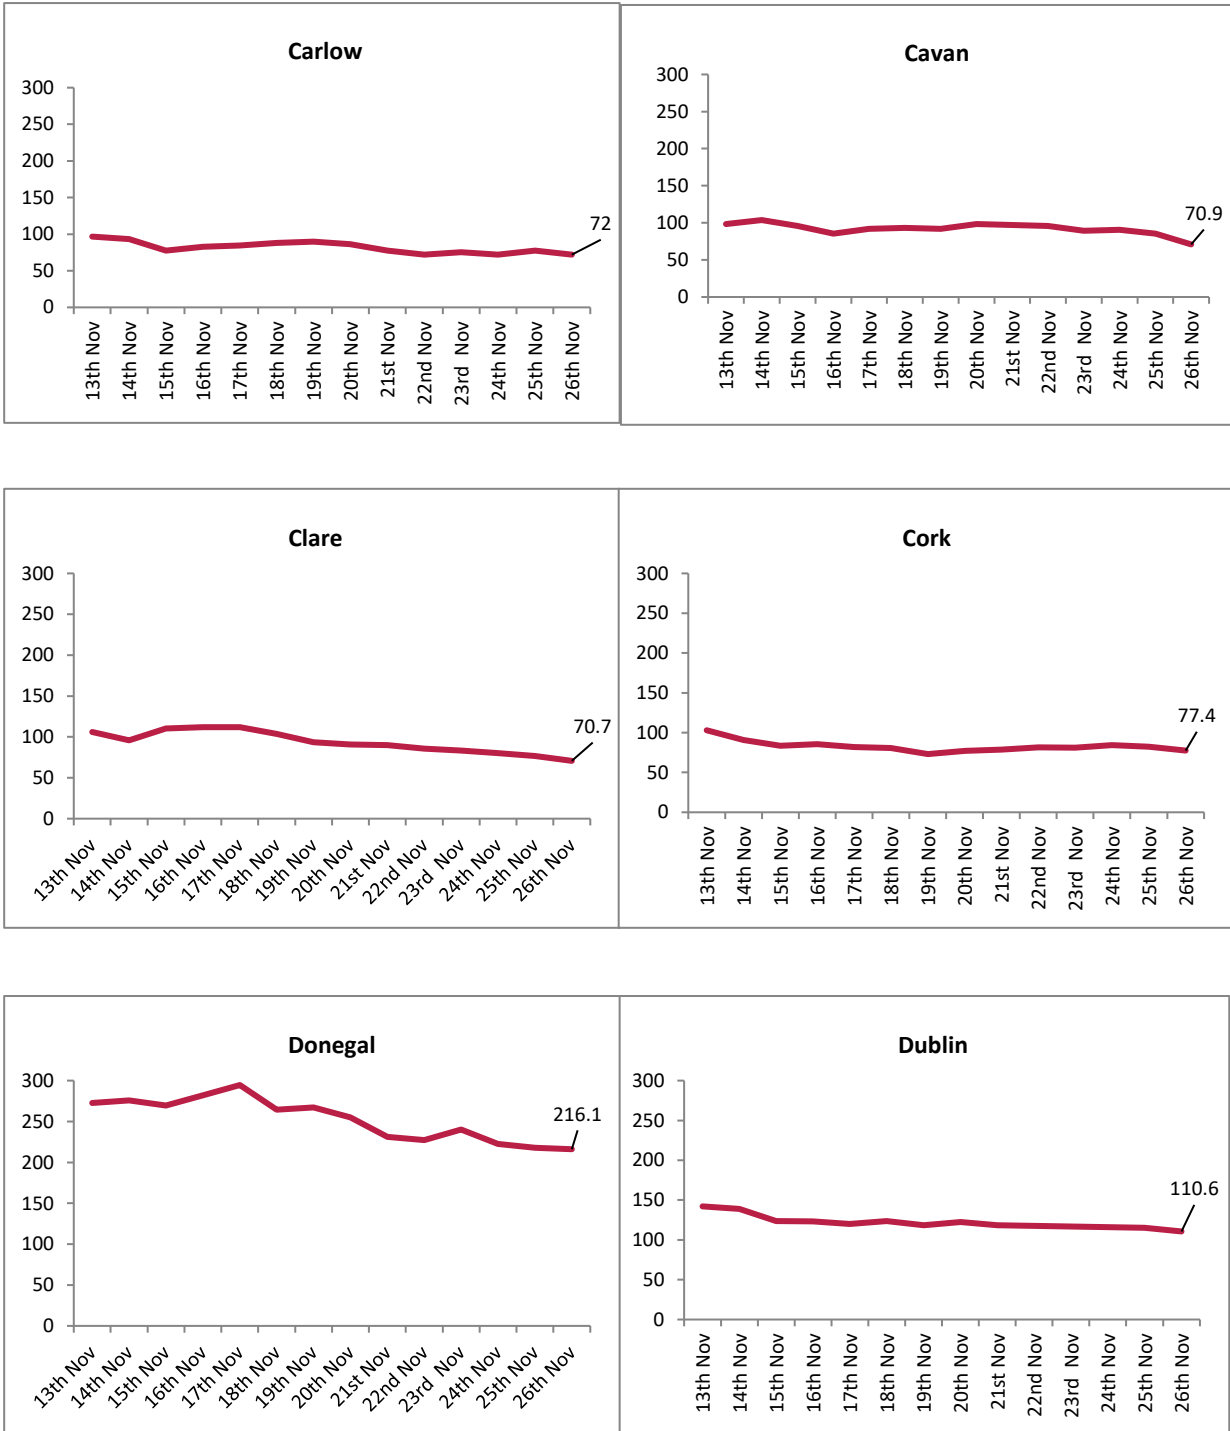 Carlow
300
250
200
150
100
50
0
72
13th Nov
14th Nov
15th Nov
16th Nov
17th Nov
18th Nov
19th Nov
20th Nov
21st Nov
22nd Nov
23rd  Nov
24th Nov
25th Nov
26th Nov
Cavan
300
250
200
150
100
50
0
70.9
13th Nov
14th Nov
15th Nov
16th Nov
17th Nov
18th Nov
19th Nov
20th Nov
21st Nov
22nd Nov
23rd  Nov
24th Nov
25th Nov
26th Nov
Clare
300
250
200
150
100
50
0
70.7
13th Nov
14th Nov
15th Nov
16th Nov
17th Nov
18th Nov
19th Nov
20th Nov
21st Nov
22nd Nov
23rd  Nov
24th Nov
25th Nov
26th Nov
Cork
300
250
200
150
100
50
0
77.4
13th Nov
14th Nov
15th Nov
16th Nov
17th Nov
18th Nov
19th Nov
20th Nov
21st Nov
22nd Nov
23rd  Nov
24th Nov
25th Nov
26th Nov
Donegal
300
250
200
150
100
50
0
216.1
13th Nov
14th Nov
15th Nov
16th Nov
17th Nov
18th Nov
19th Nov
20th Nov
21st Nov
22nd Nov
23rd  Nov
24th Nov
25th Nov
26th Nov
Dublin
300
250
200
150
100
50
0
110.6
13th Nov
14th Nov
15th Nov
16th Nov
17th Nov
18th Nov
19th Nov
20th Nov
21st Nov
22nd Nov
23rd  Nov
24th Nov
25th Nov
26th Nov